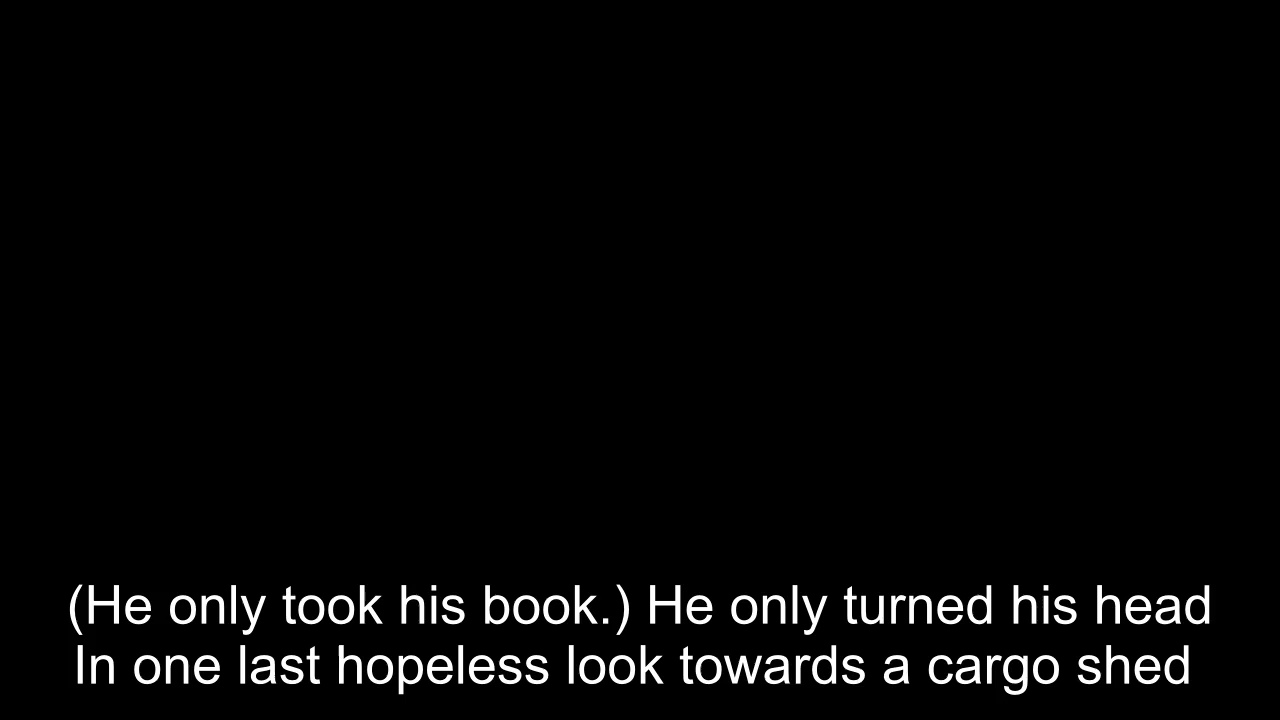 (He only took his book.) He only turned his head
In one last hopeless look towards a cargo shed